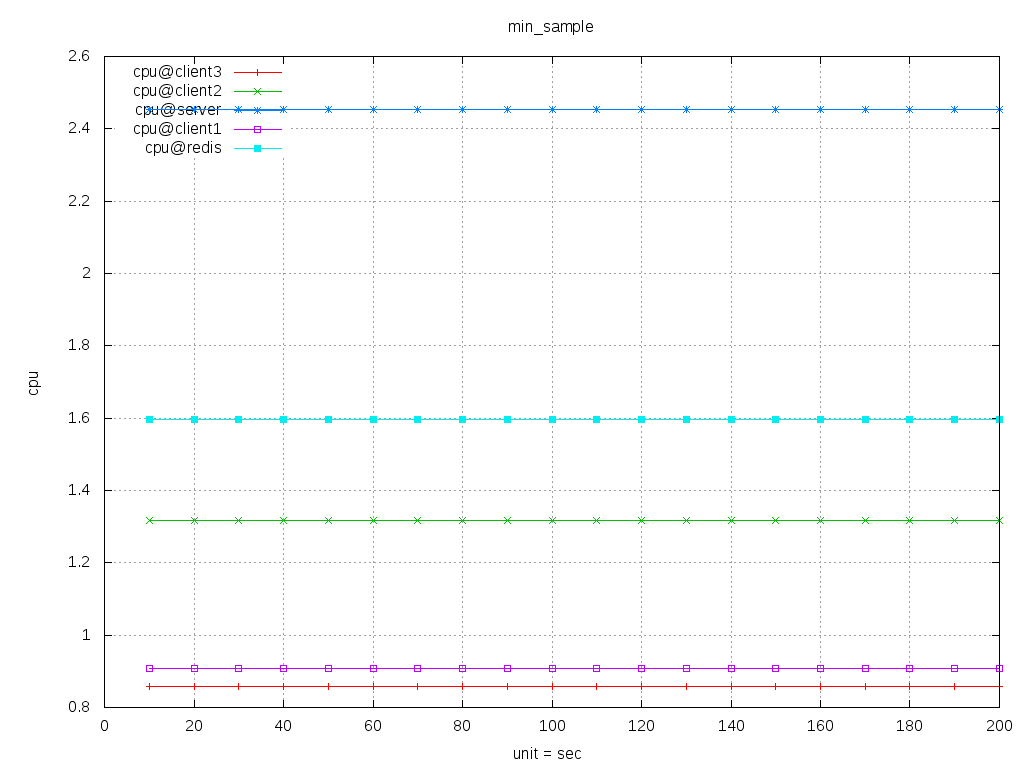 min_sample
2.6
2.4
2.2
2
1.8
1.6
1.4
1.2
1
0.8
cpu
cpu@client3
cpu@client2
cpu@server
cpu@client1
cpu@redis
0 20 40 60 80 100 120 140 160 180 200
unit = sec